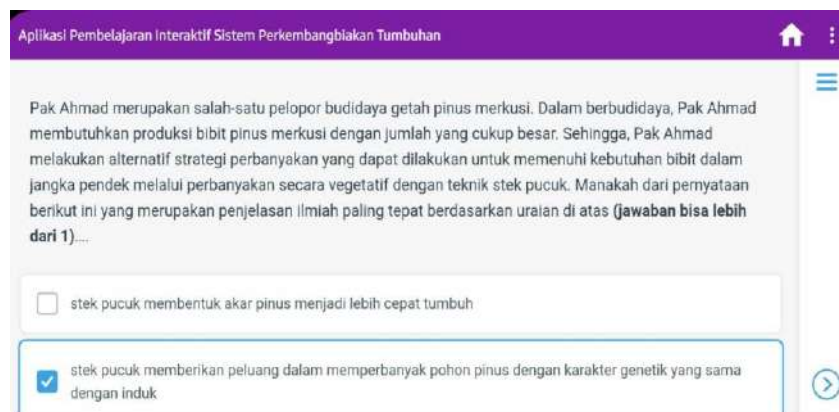 Aplikasi Pembelajaran Interaktif Sistem Perkembangbiakan Tumbuhan
Pak Ahmad merupakan salah-satu pelopor budidaya getah pinus merkusi. Dalam berbudidaya, Pak Ahmad
membutuhkan produksi bibit pinus merkusi dengan jumlah yang cukup besar. Sehingga, Pak Ahmad
melakukan alternatif strategi perbanyakan yang dapat dilakukan untuk memenuhi kebutuhan bibit dalam
jangka pendek melalui perbanyakan secara vegetatif dengan teknik stek pucuk. Manakah dari pernyataan
berikut ini yang merupakan penjelasan ilmiah paling tepat berdasarkan uraian di atas (jawaban bisa lebih
dari 1)....
stek pucuk membentuk akar pinus menjadi lebih cepat tumbuh
stek pucuk memberikan peluang dalam memperbanyak pohon pinus dengan karakter genetik yang sama
dengan induk